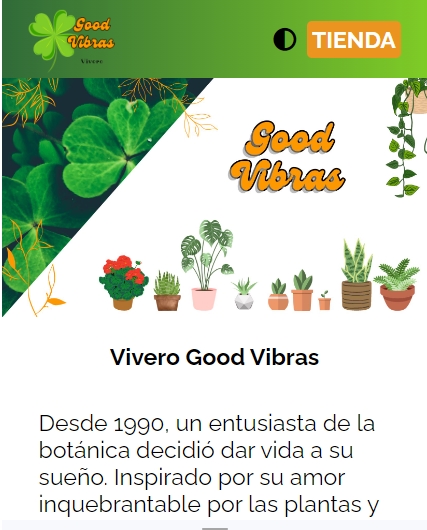 Good
Vibras
Vivero
TIENDA
Good
Vibras
Vivero Good Vibras
Desde 1990, un entusiasta de la
botánica decidió dar vida a su
sueño. Inspirado por su amor
inquebrantable por las plantas y